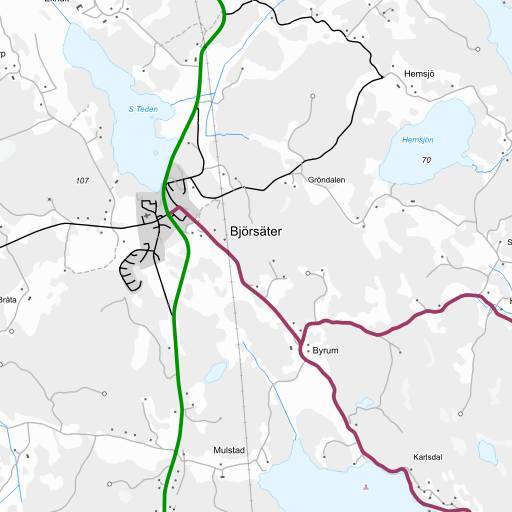 Hemsjö
S Teden
Hemsjön
70
107
Gröndalen
Björsäter
Bråta
Byrum
Mulstad
Karlsdal